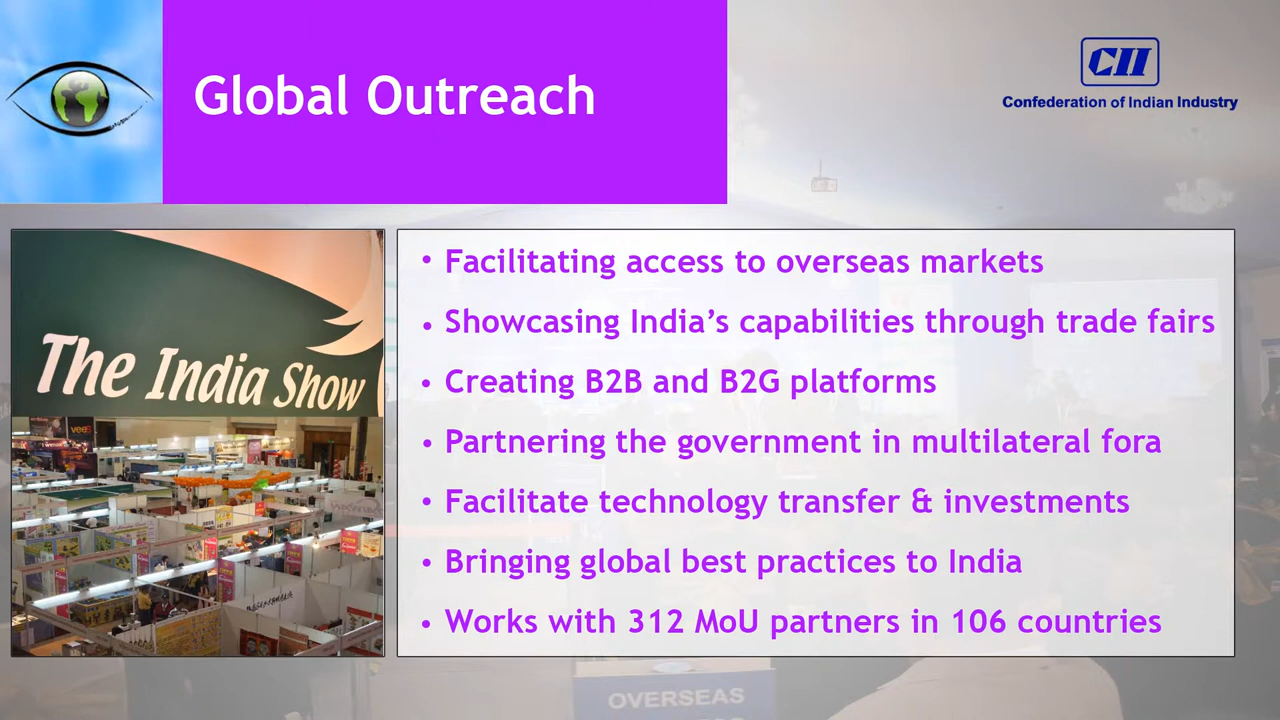 Global Outreach
CII
Confederation of Indian Industry
The India Show
• Facilitating access to overseas markets
• Showcasing India’s capabilities through trade fairs
• Creating B2B and B2G platforms
• Partnering the government in multilateral fora
• Facilitate technology transfer & investments
• Bringing global best practices to India
• Works with 312 MoU partners in 106 countries
OVERSEAS